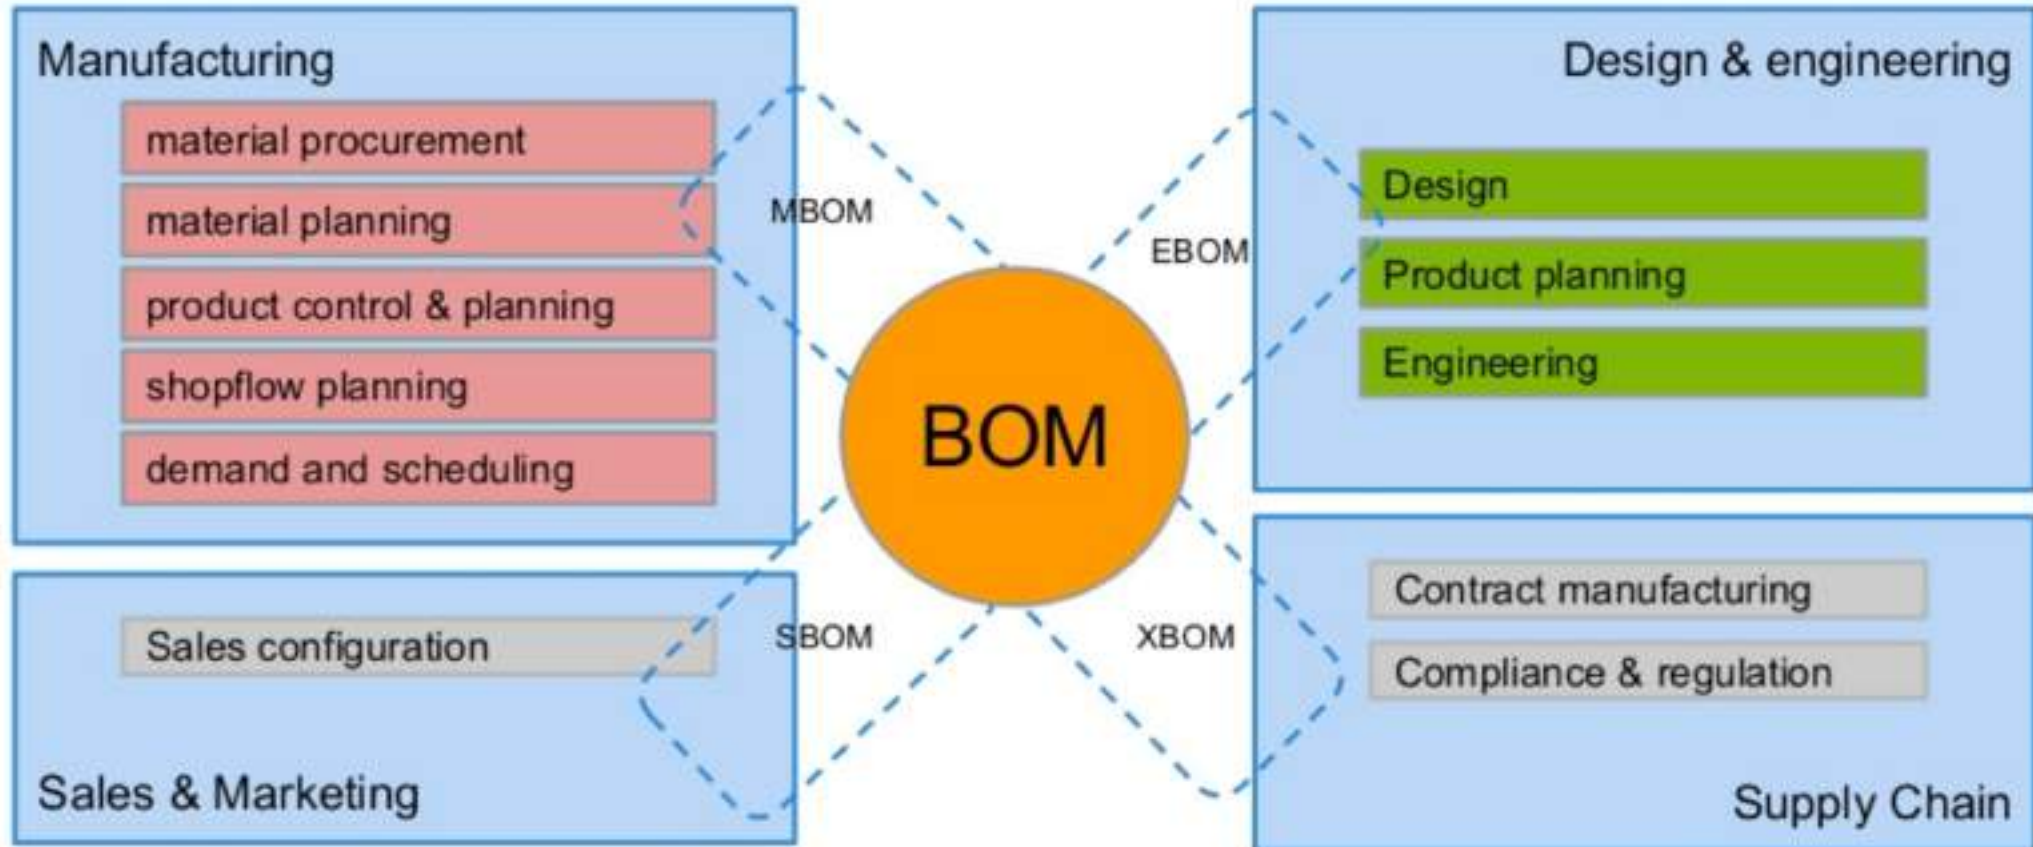 Manufacturing
material procurement
material planning
product control & planning
shopflow planning
demand and scheduling
MBOM
Design & engineering
Design
Product planning
Engineering
EBOM
BOM
Sales configuration
Sales & Marketing
SBOM
XBOM
Contract manufacturing
Compliance & regulation
Supply Chain